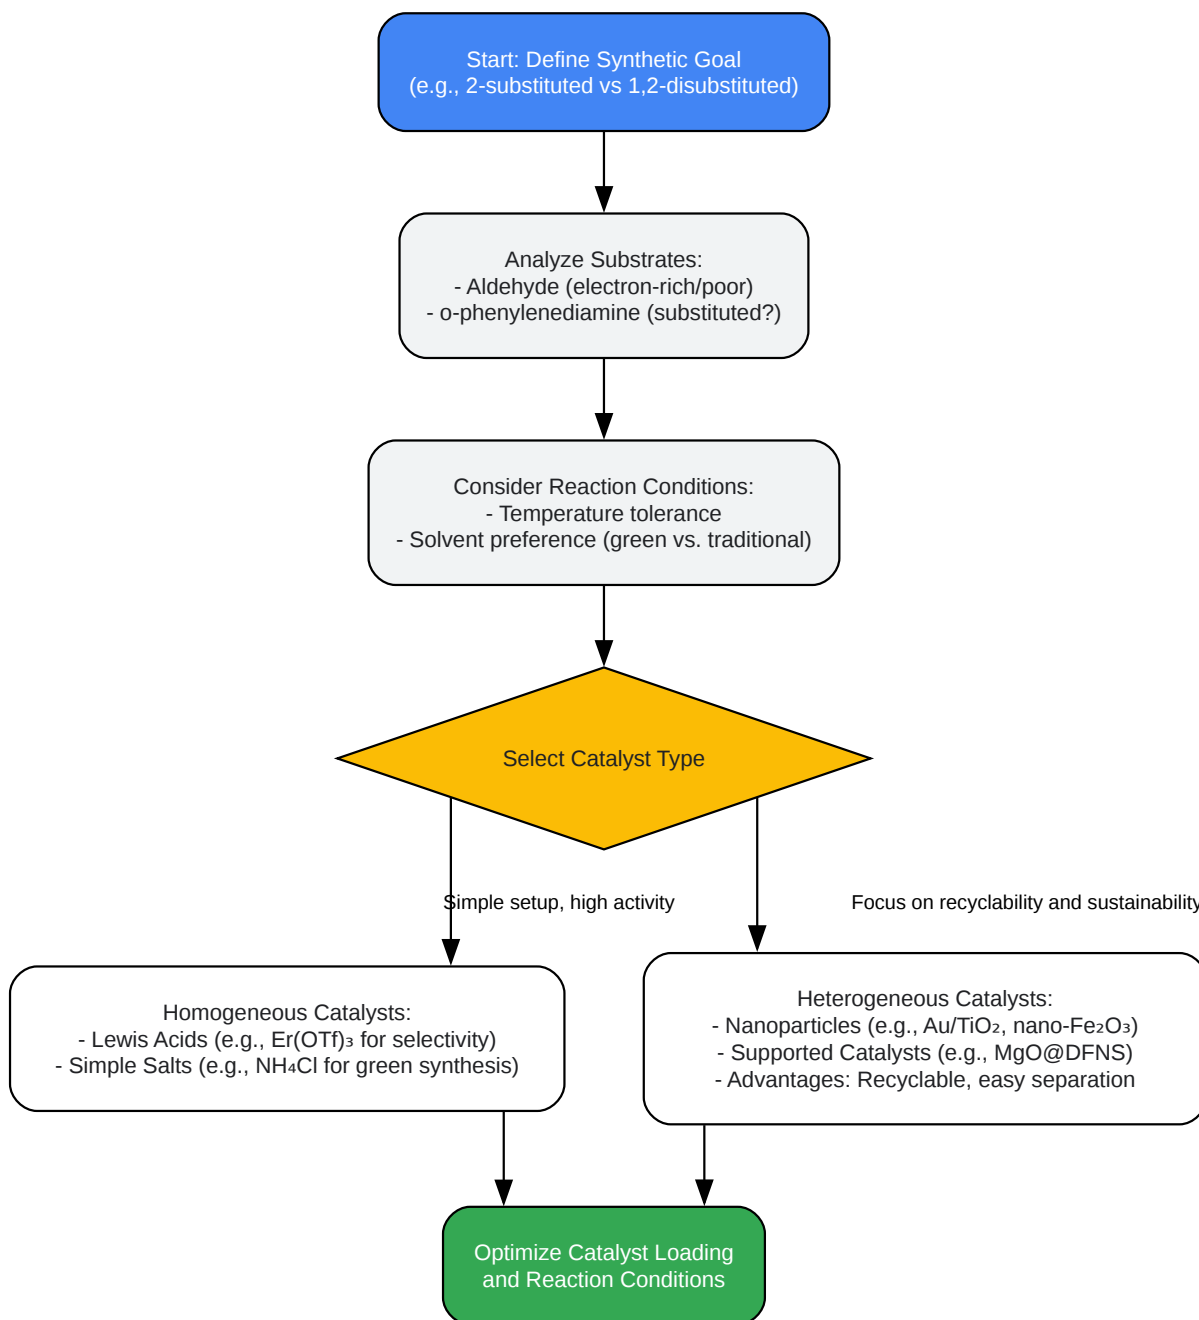 Start: Define Synthetic Goal
(e.g., 2-substituted vs 1,2-disubstituted)
Analyze Substrates:
- Aldehyde (electron-rich/poor)
- o-phenylenediamine (substituted?)
Consider Reaction Conditions:
- Temperature tolerance
- Solvent preference (green vs. traditional)
Select Catalyst Type
Simple setup, high activity
Focus on recyclability and sustainability
Homogeneous Catalysts:
- Lewis Acids (e.g., Er(OTf)₃ for selectivity)
- Simple Salts (e.g., NH₄Cl for green synthesis)
Heterogeneous Catalysts:
- Nanoparticles (e.g., Au/TiO₂, nano-Fe₂O₃)
- Supported Catalysts (e.g., MgO@DFNS)
- Advantages: Recyclable, easy separation
Optimize Catalyst Loading
and Reaction Conditions